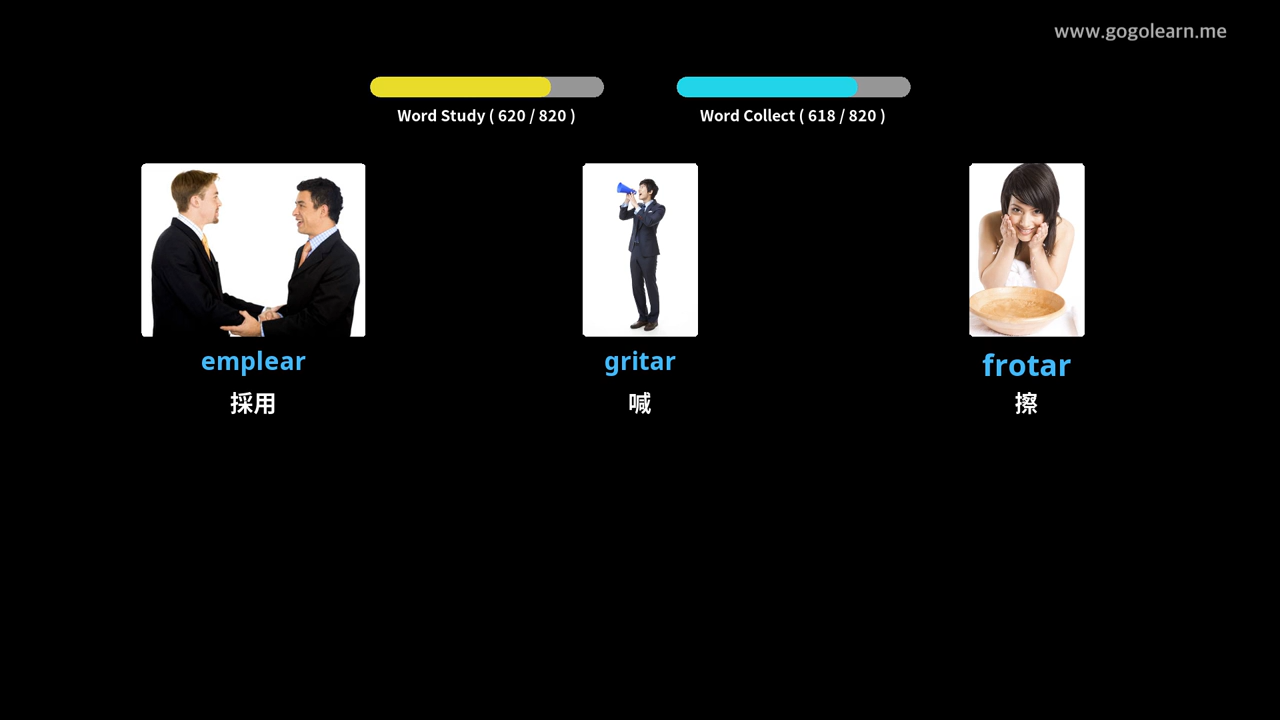 www.gogolearn.me
Word Study ( 620 / 820 )
Word Collect ( 618 / 820 )
emplear
gritar
frotar
採用
喊
擦